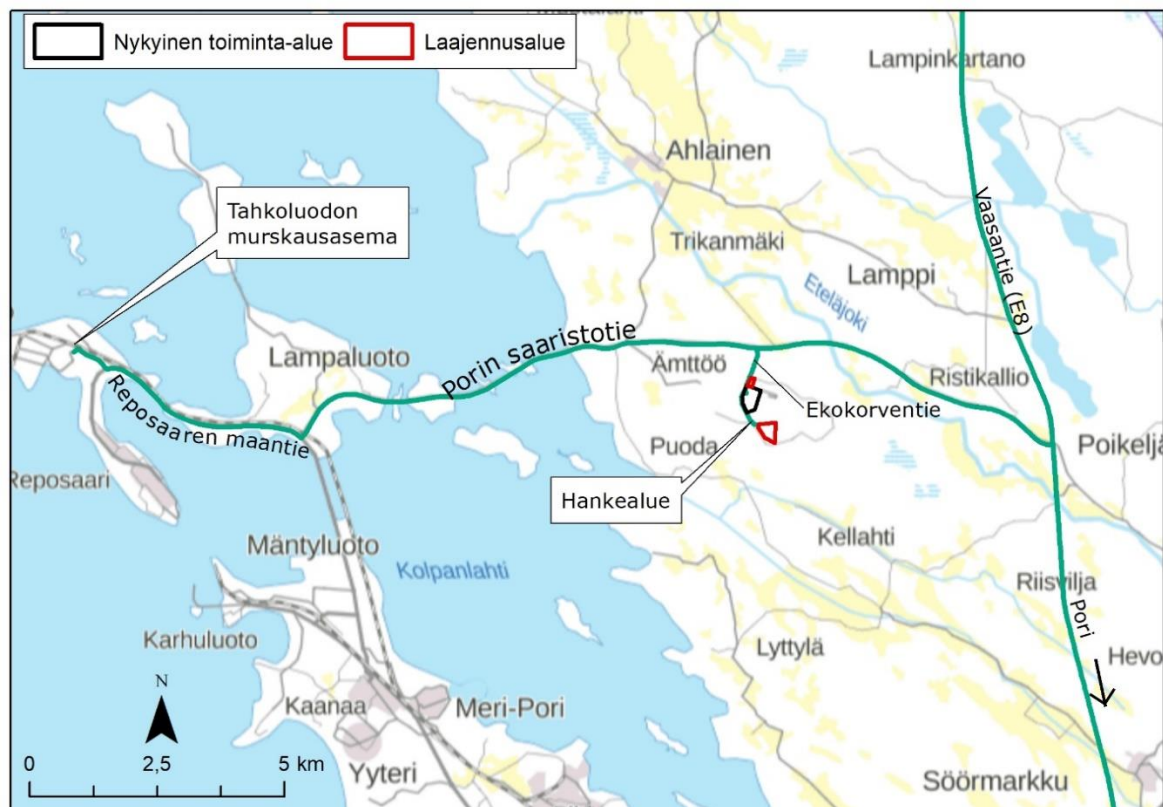 Nykyinen toiminta-alue
Laajennusalue
Lampinkartano
Ahlainen
Tahkoluodon
murskausasema
Trikanmäki
Vaasantie (E8)
Lamppi
Eteläjoki
Porin saaristotie
Lampaluoto
Ämttöö
Ristikallio
Ekokorventie
Reposaaren maantie
Puoda
Poikeljä
Reposaari
Hankealue
Mäntyluoto
Kellahti
Kolpanlahti
Riisvilja
Pori
Karhuluoto
Lyttylä
Hevo
N
Kaanaa
Meri-Pori
0 2,5 5 km
Yyteri
Söörmarkku